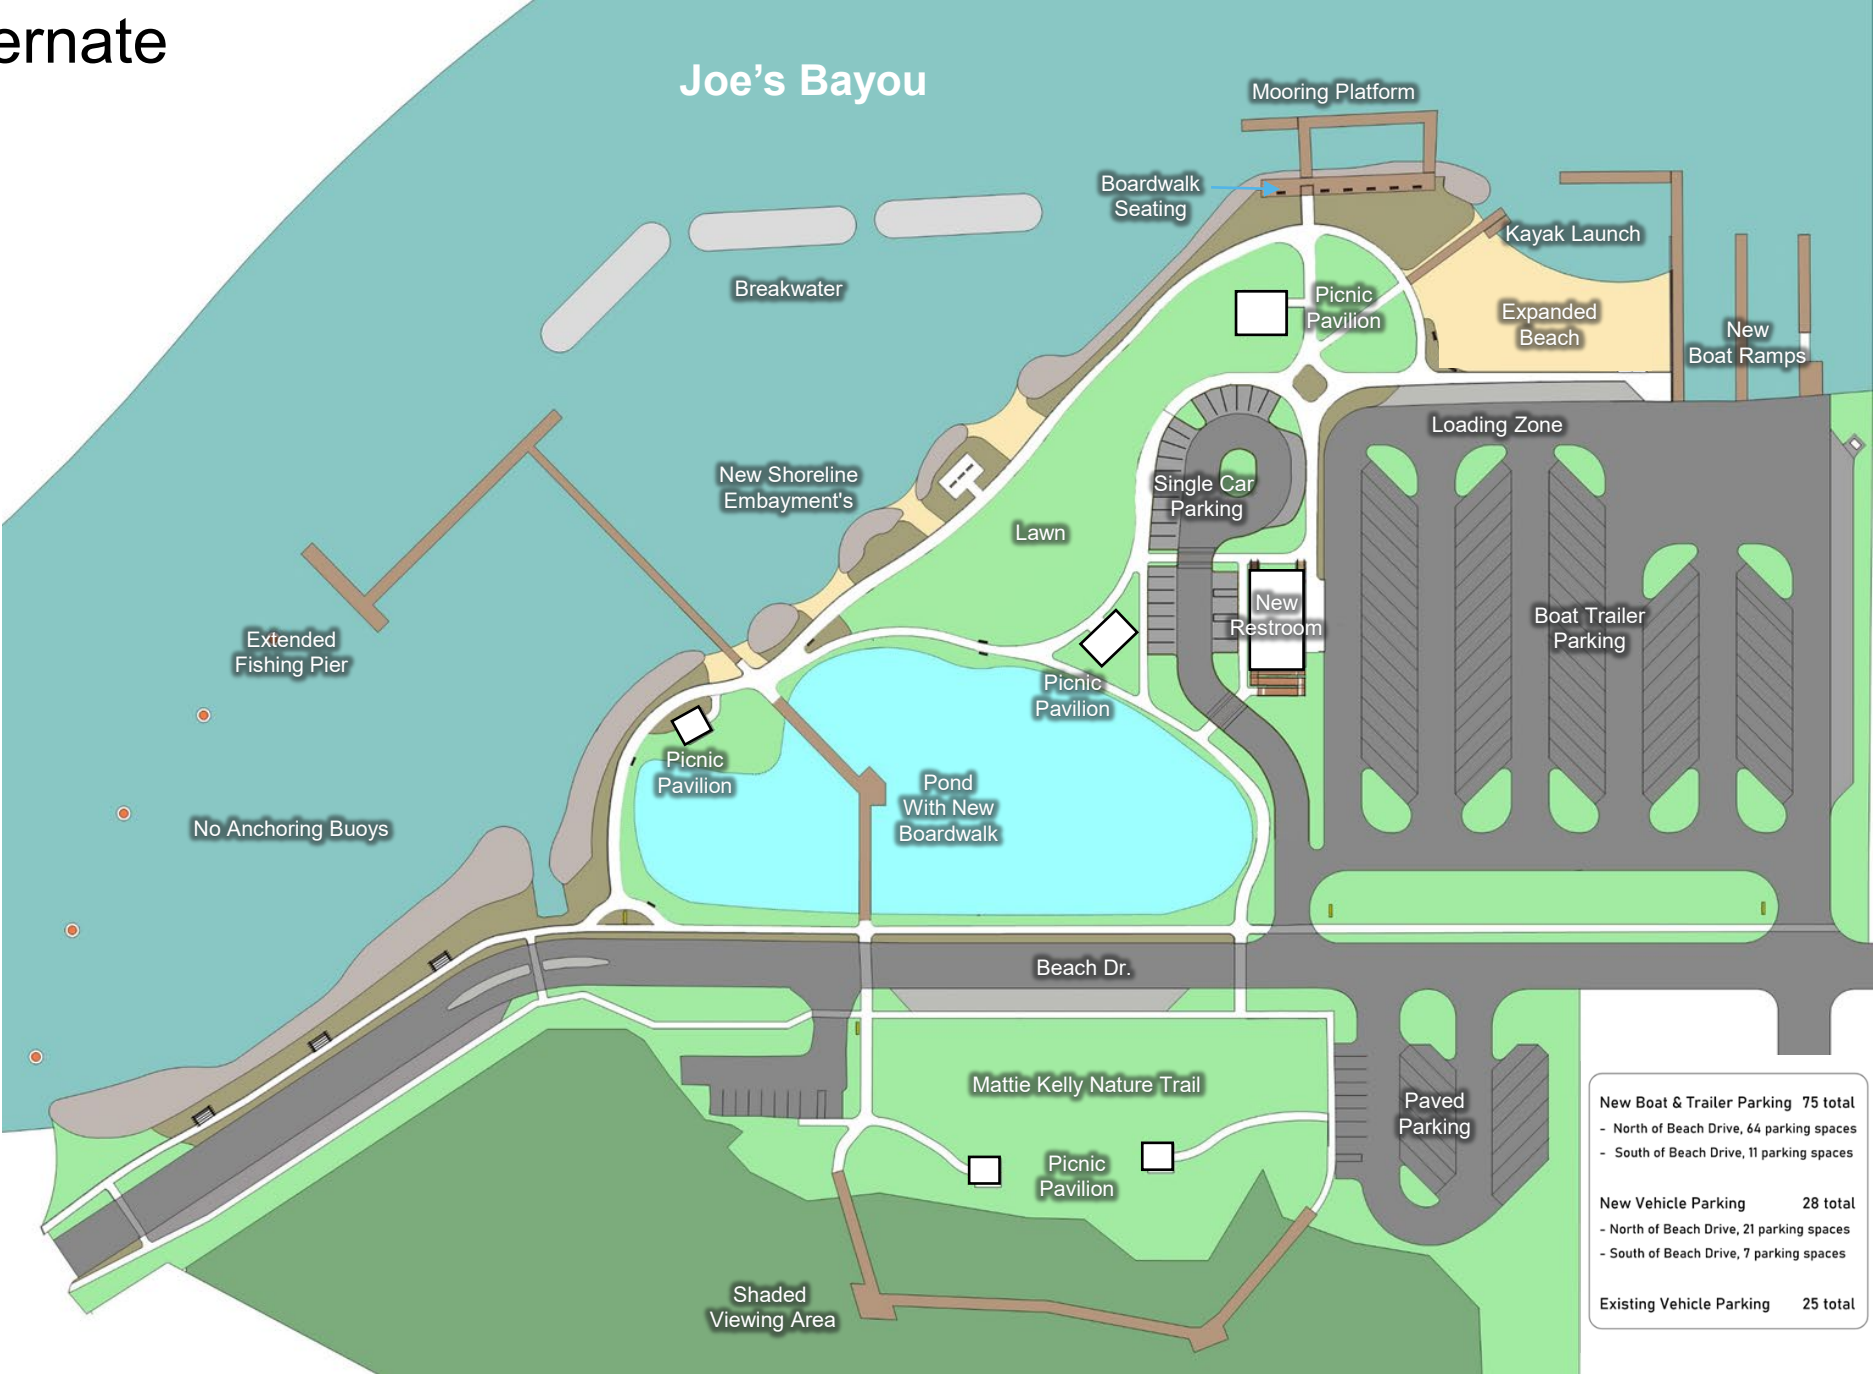 ernate
Joe's Bayou
Mooring Platform
Boardwalk
Seating
Kayak Launch
Breakwater
Picnic
Pavilion
Expanded
Beach
New
Boat Ramps
Loading Zone
New Shoreline
Embayment's
Single Car
Parking
Lawn
New
Restroom
Boat Trailer
Parking
Extended
Fishing Pier
Picnic
Pavilion
Picnic
Pavilion
Pond
With New
Boardwalk
No Anchoring Buoys
Beach Dr.
Mattie Kelly Nature Trail
Paved
Parking
Picnic
Pavilion
Shaded
Viewing Area
New Boat & Trailer Parking 75 total
- North of Beach Drive, 64 parking spaces
- South of Beach Drive, 11 parking spaces
New Vehicle Parking 28 total
- North of Beach Drive, 21 parking spaces
- South of Beach Drive, 7 parking spaces
Existing Vehicle Parking 25 total